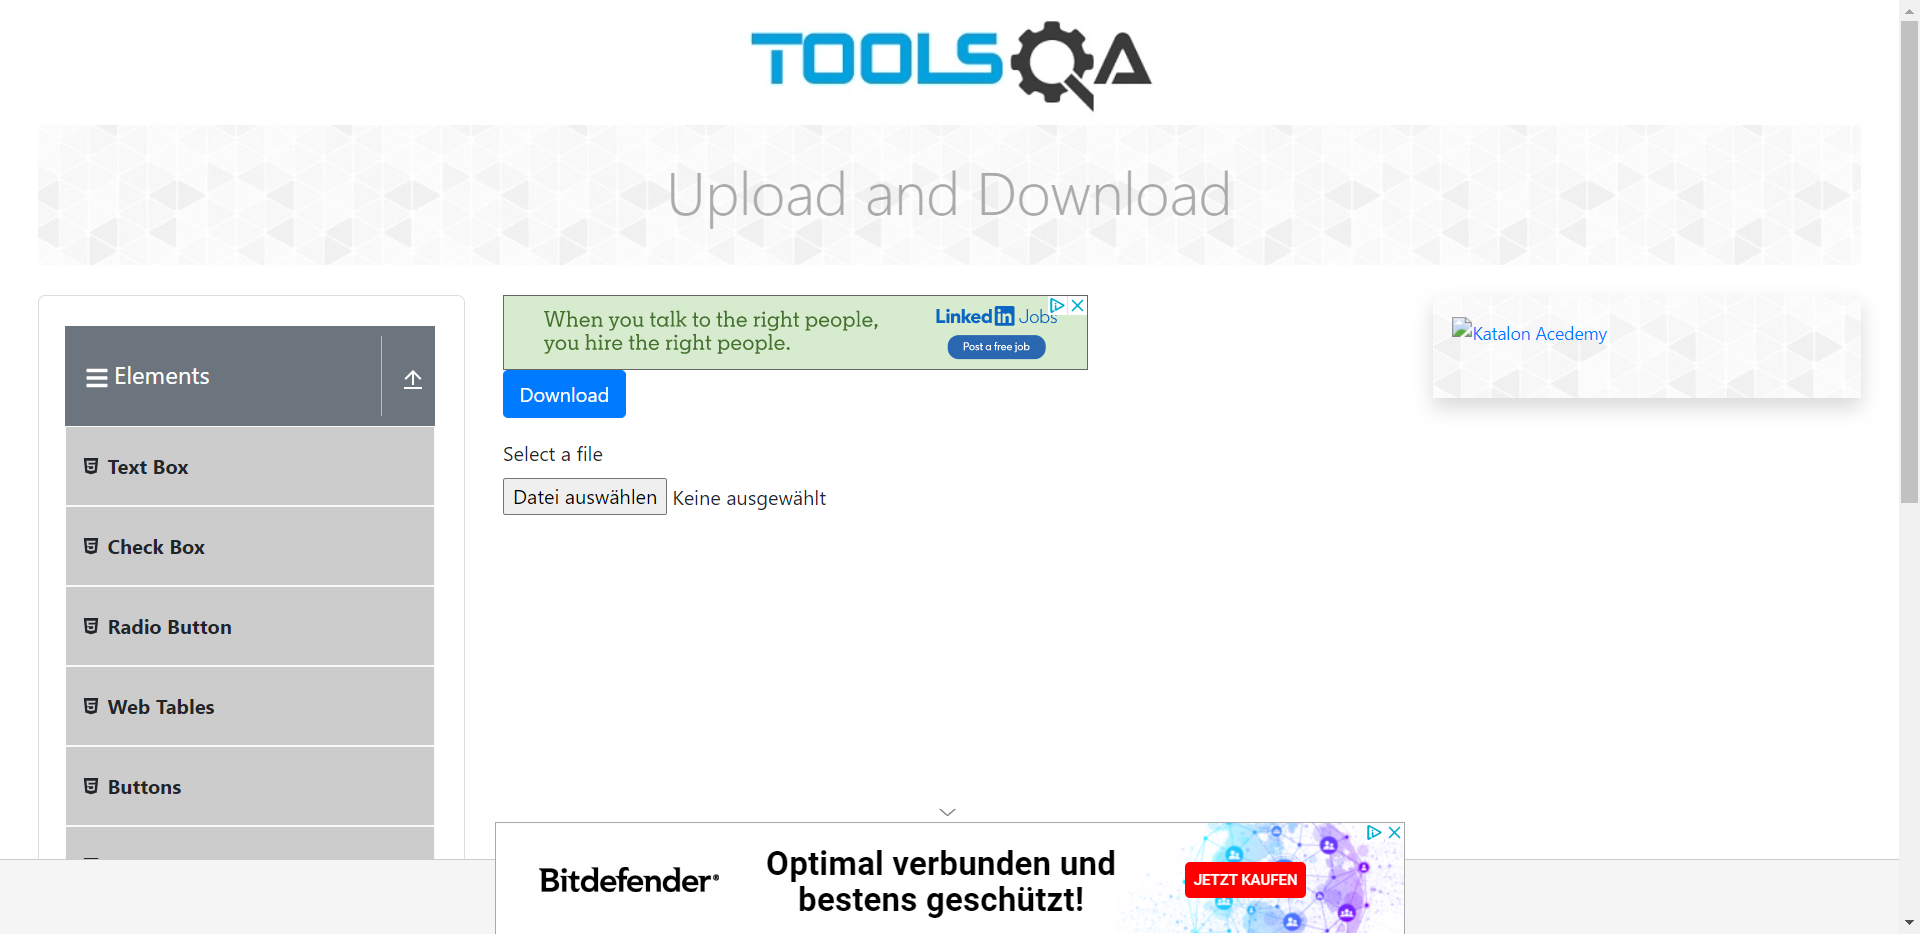 TOOLSQA
Upload and Download
Elements
Text Box
Check Box
Radio Button
Web Tables
Buttons
When you talk to the right people,
you hire the right people.
Linked in Jobs
Post a free job
Download
Select a file
Datei auswählen Keine ausgewählt
Katalon Acedemy
Bitdefender®
Optimal verbunden und
bestens geschützt!
JETZT KAUFEN